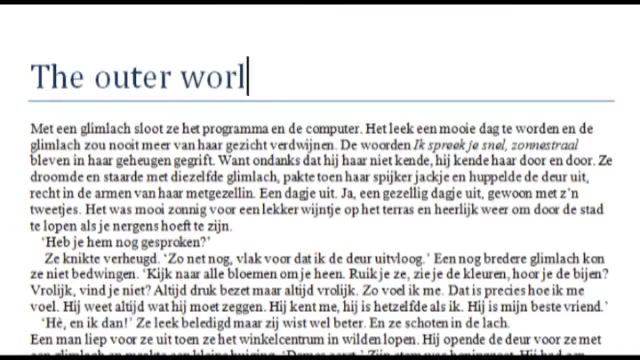 The outer worl
Met een glimlach sloot ze het programma en de computer. Het leek een mooie dag te worden en de
glimlach zou nooit meer van haar gezicht verdwijnen. De woorden Ik spreek je snel, zonnestraal
bleven in haar geheugen gegrift. Want ondanks dat hij haar niet kende, hij kende haar door en door. Ze
droomde en staarde met diezelfde glimlach, pakte toen haar spijker jackje en huppelde de deur uit,
recht in de armen van haar metgezellin. Een dagje uit. Ja, een gezellig dagje uit, gewoon met z'n
tweetjes. Het was mooi zonnig voor een lekker wijntje op het terras en heerlijk weer om door de stad
te lopen als je nergens hoeft te zijn.
'Heb je hem nog gesproken?'
Ze knikte verheugd. 'Zo net nog, vlak voor dat ik de deur uitvloog.' Een nog bredere glimlach kon
ze niet bedwingen. 'Kijk naar alle bloemen om je heen. Ruik je ze, zie je de kleuren, hoor je de bijen?
Vrolijk, vind je niet? Altijd druk bezet maar altijd vrolijk. Zo voel ik me. Dat is precies hoe ik me
voel. Hij weet altijd wat hij moet zeggen. Hij kent me, hij is hetzelfde als ik. Hij is mijn beste vriend.'
'Hè, en ik dan!' Ze leek beledigd maar zij wist wel beter. En ze schoten in de lach.
Een man liep voor ze uit toen ze het winkelcentrum in wilden lopen. Hij opende de deur voor ze met